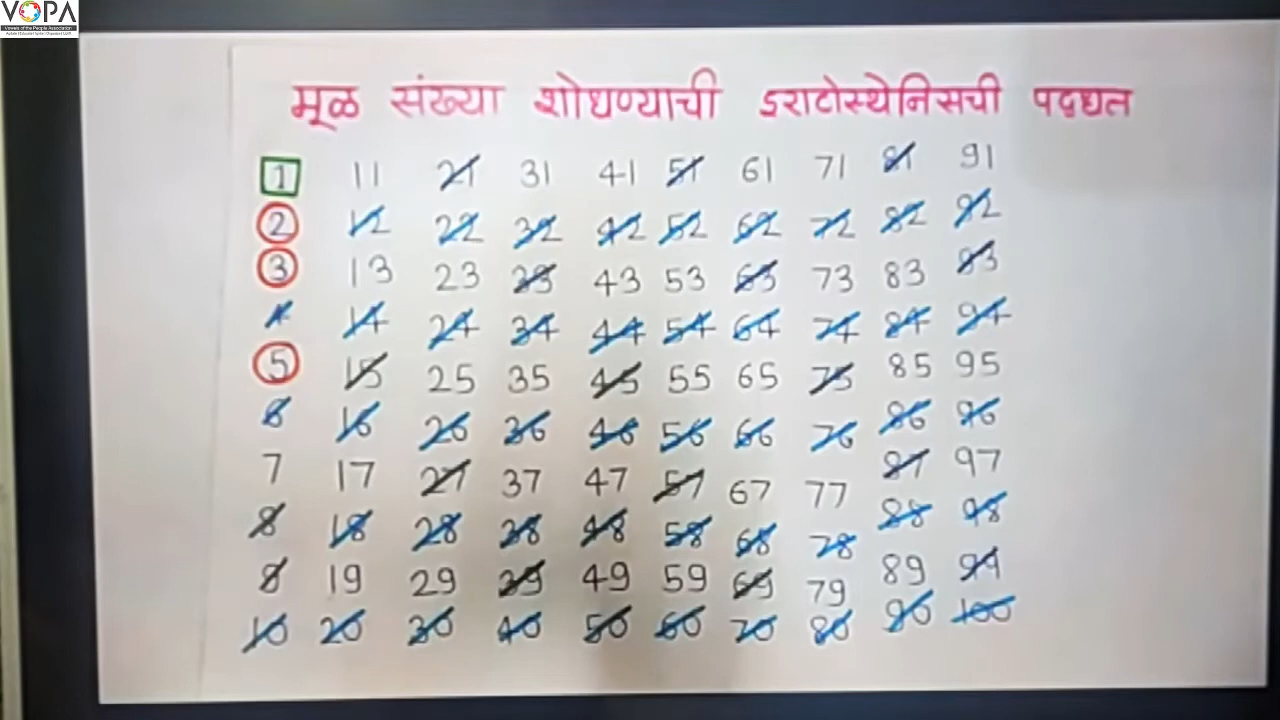 VOPA
Vowels of the People Association
मूळ संख्या शोधण्याची इराटोस्थेनिसची पद्धत
1 11 21 31 41 51 61 71 81 91
2 12 22 32 42 52 62 72 82 92
3 13 23 33 43 53 63 73 83 93
4 14 24 34 44 54 64 74 84 94
5 15 25 35 45 55 65 75 85 95
6 16 26 36 46 56 66 76 86 96
7 17 27 37 47 57 67 77 87 97
8 18 28 38 48 58 68 78 88 98
9 19 29 39 49 59 69 79 89 99
10 20 30 40 50 60 70 80 90 100